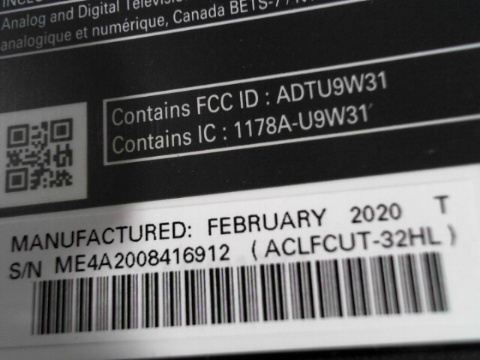 Analog and Digital Televis
analogique et numérique, Canada BETS-7 / N
Contains FCC ID : ADTU9W31
Contains IC : 1178A-U9W31
MANUFACTURED: FEBRUARY 2020 T
S/N ME4A2008416912 ( ACLFCUT-32HL )